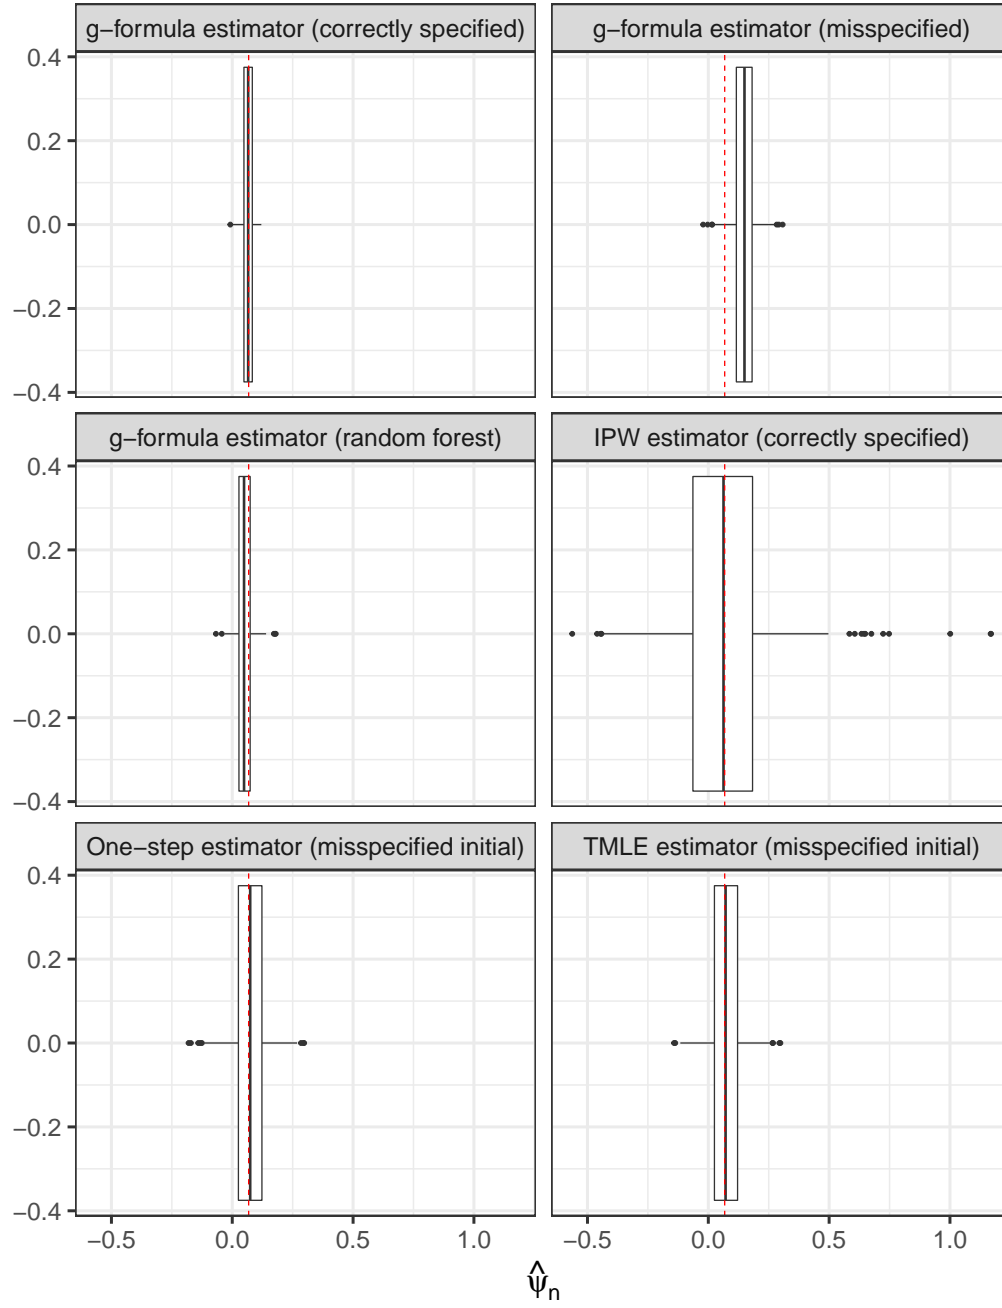 g−formula estimator (correctly specified)
g−formula estimator (misspecified)
0.4
0.2
0.0
−0.2
−0.4
g−formula estimator (random forest)
IPW estimator (correctly specified)
0.4
0.2
0.0
−0.2
−0.4
One−step estimator (misspecified initial)
TMLE estimator (misspecified initial)
0.4
0.2
0.0
−0.2
−0.4
−0.5 0.0 0.5 1.0 −0.5 0.0 0.5 1.0
ψ̂n